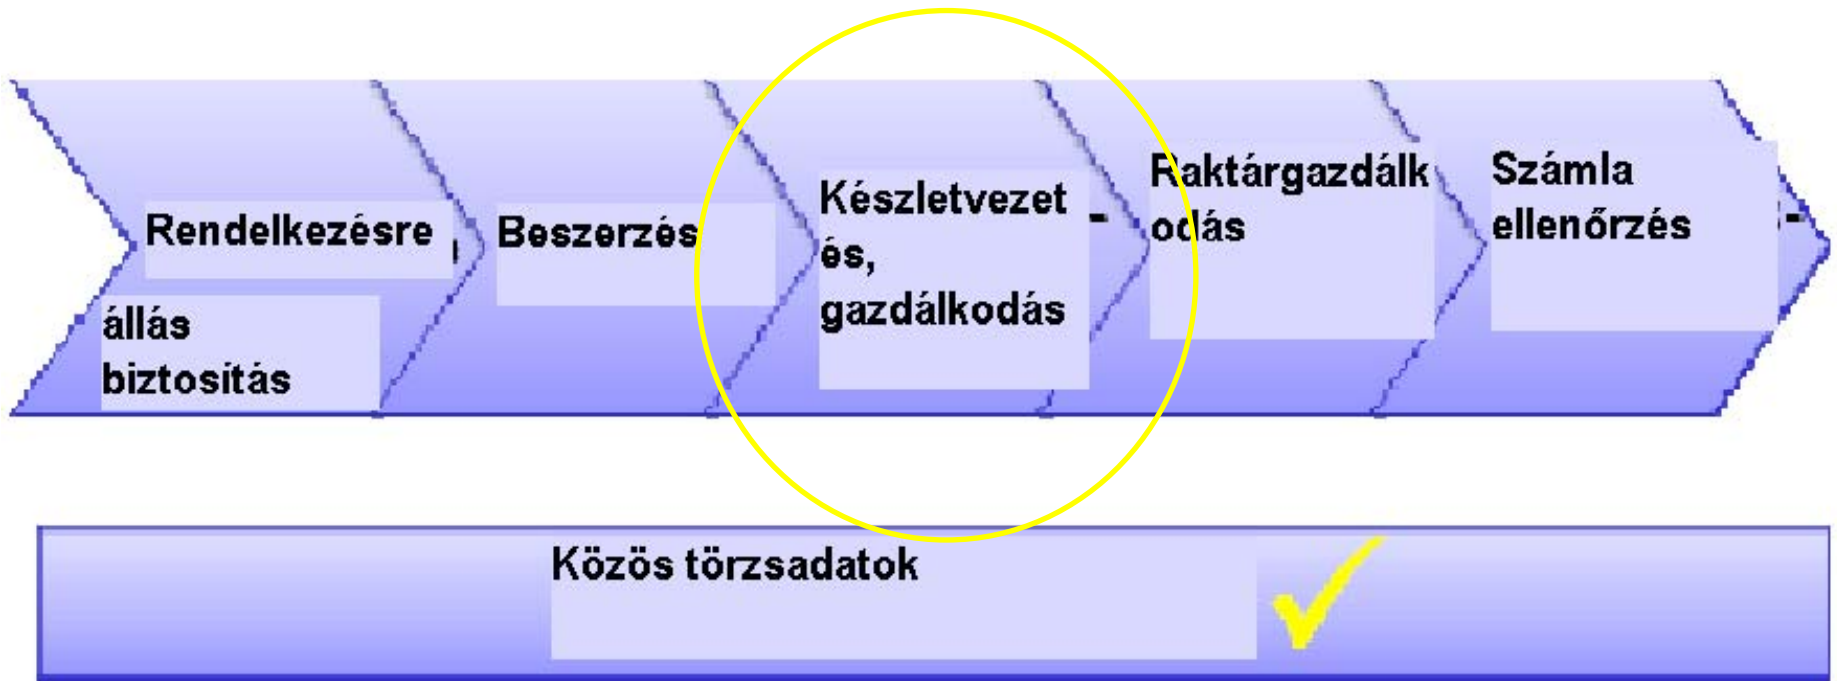 Rendelkezésre
állás
biztosítás
Beszerzés
Készletvezet
és,
gazdálkodás
Raktárgazdálk
odás
Számla
ellenőrzés
Közös törzsadatok